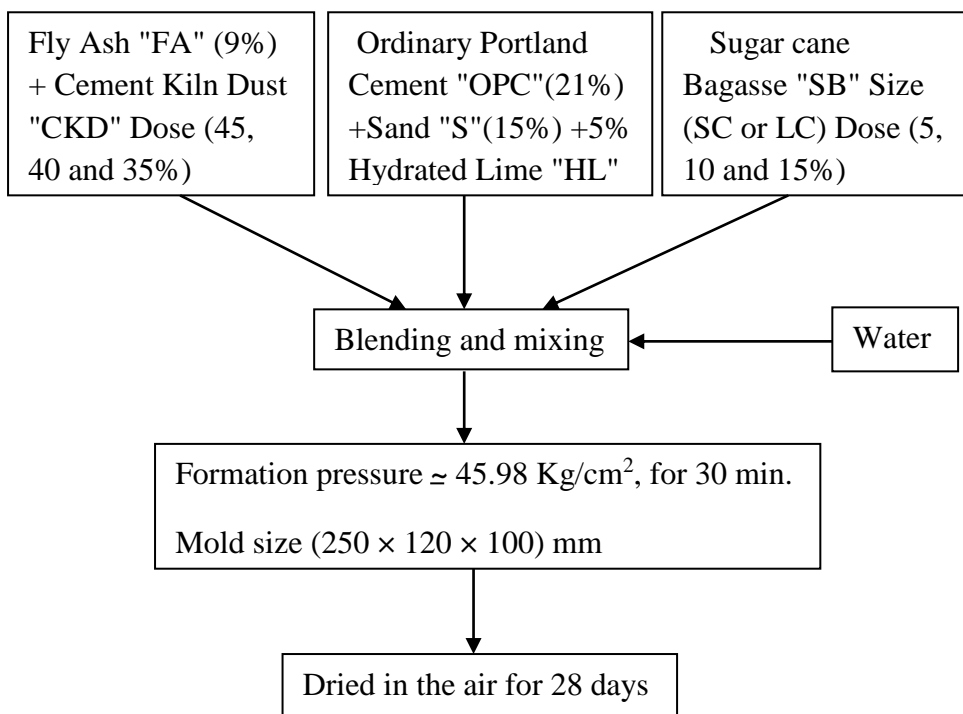 Fly Ash "FA" (9%)
+ Cement Kiln Dust
"CKD" Dose (45,
40 and 35%)
Ordinary Portland
Cement "OPC"(21%)
+Sand "S"(15%) +5%
Hydrated Lime "HL"
Sugar cane
Bagasse "SB" Size
(SC or LC) Dose (5,
10 and 15%)
Blending and mixing
Water
Formation pressure ≃ 45.98 Kg/cm², for 30 min.
Mold size (250 × 120 × 100) mm
Dried in the air for 28 days